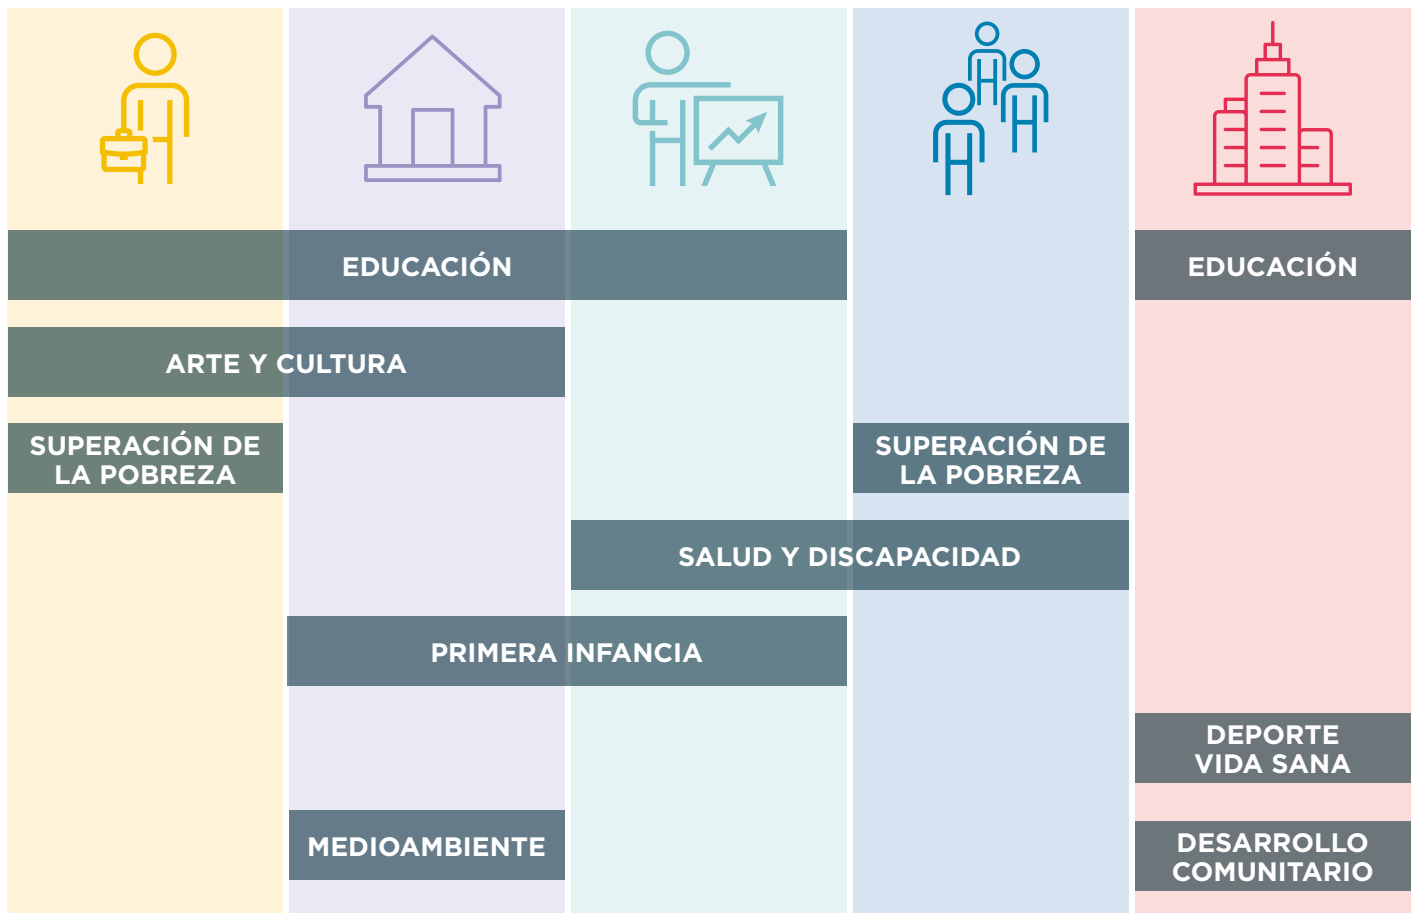 EDUCACIÓN
EDUCACIÓN
ARTE Y CULTURA
SUPERACIÓN DE
LA POBREZA
SUPERACIÓN DE
LA POBREZA
SALUD Y DISCAPACIDAD
PRIMERA INFANCIA
DEPORTE
VIDA SANA
MEDIOAMBIENTE
DESARROLLO
COMUNITARIO